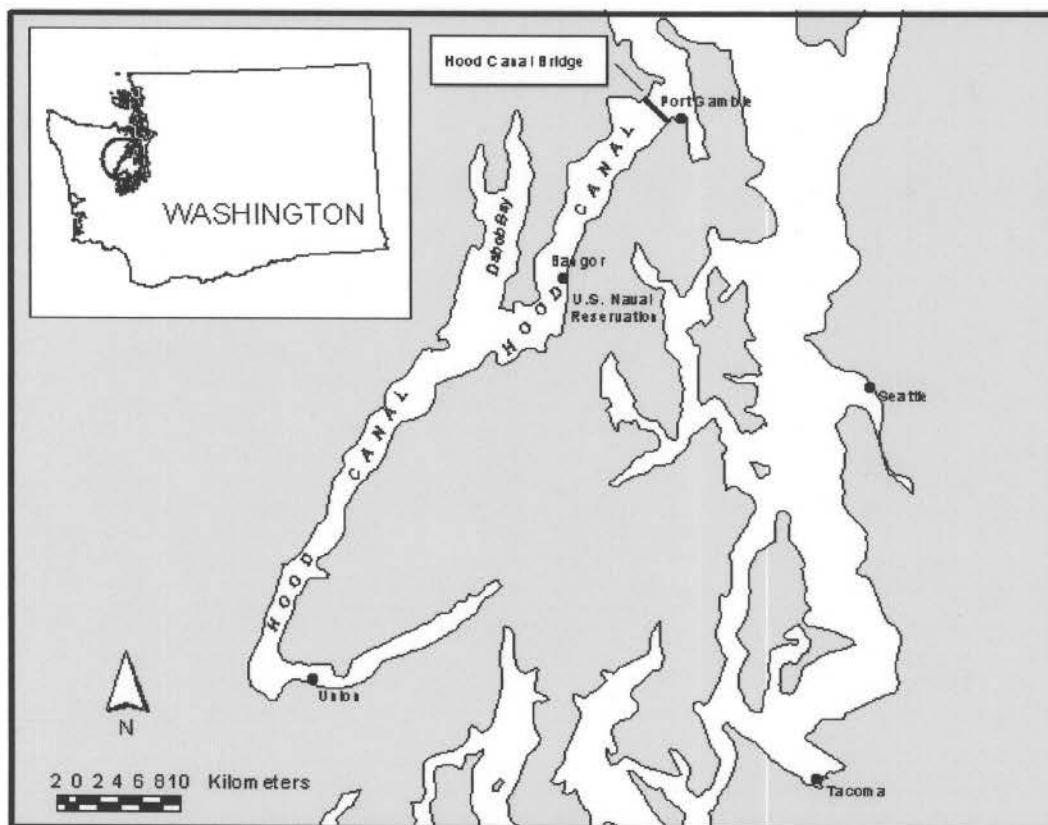 WASHINGTON
Hood Canal Bridge
Port Gamble
HOOD CANAL
Dabob Bay
Bangor
U.S. Naval
Reservation
Seattle
HOOD CANAL
Union
N
2 0 2 4 6 8 10 Kilometers
Tacoma